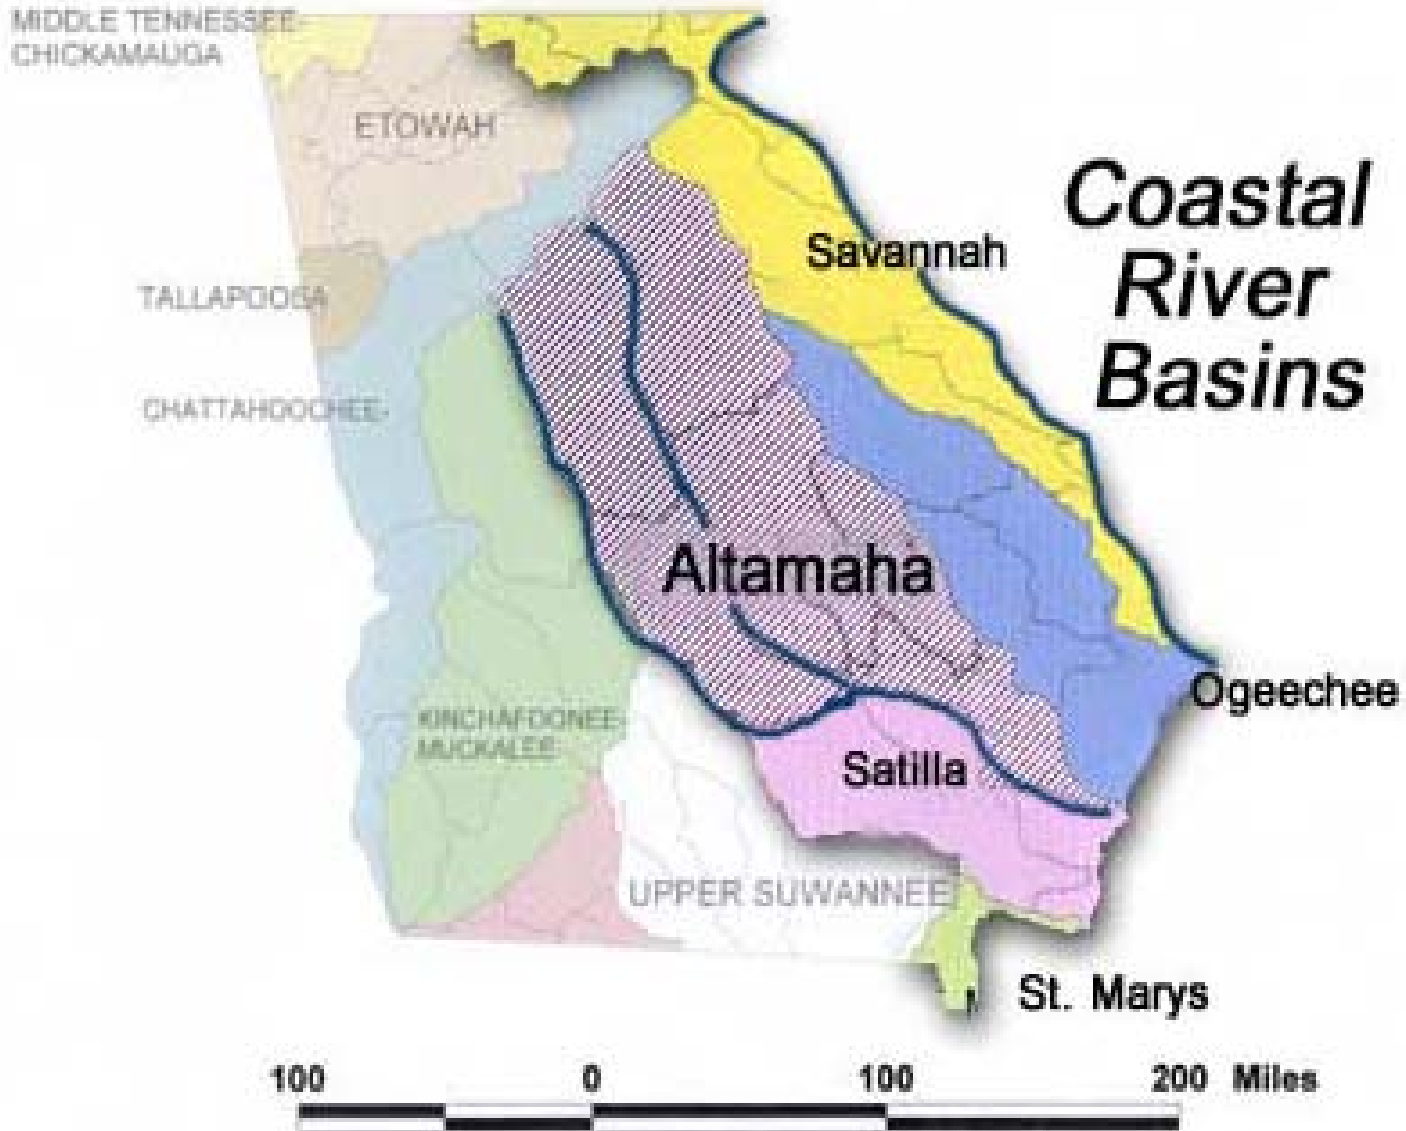 MIDDLE TENNESSEE-
CHICKAMAUGA
ETOWAH
Coastal
River
Basins
Savannah
TALLAPOOSA
CHATTAHOOCHEE-
Altamaha
Ogeechee
KINCHAFOONEE-
MUCKALEE
Satilla
UPPER SUWANNEE
St. Marys
100 0 100 200 Miles